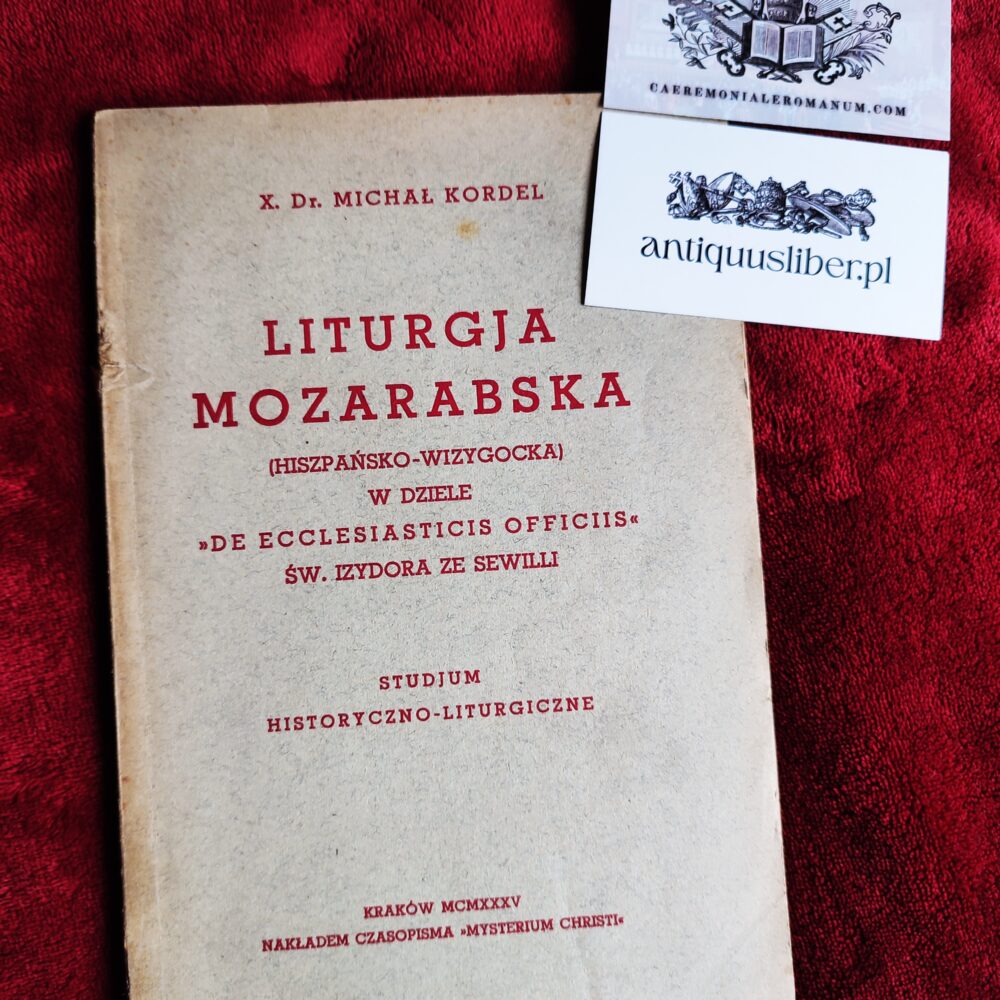 CAEREMONIALEROMANUM.COM
antiquusliber.pl
X. Dr. MICHAŁ KORDEL
LITURGJA
MOZARABSKA
(HISZPAŃSKO-WIZYGOCKA)
W DZIELE
»DE ECCLESIASTICIS OFFICIIS«
ŚW. IZYDORA ZE SEWILLI
STUDJUM
HISTORYCZNO-LITURGICZNE
KRAKÓW MCMXXXV
NAKŁADEM CZASOPISMA »MYSTERIUM CHRISTI«